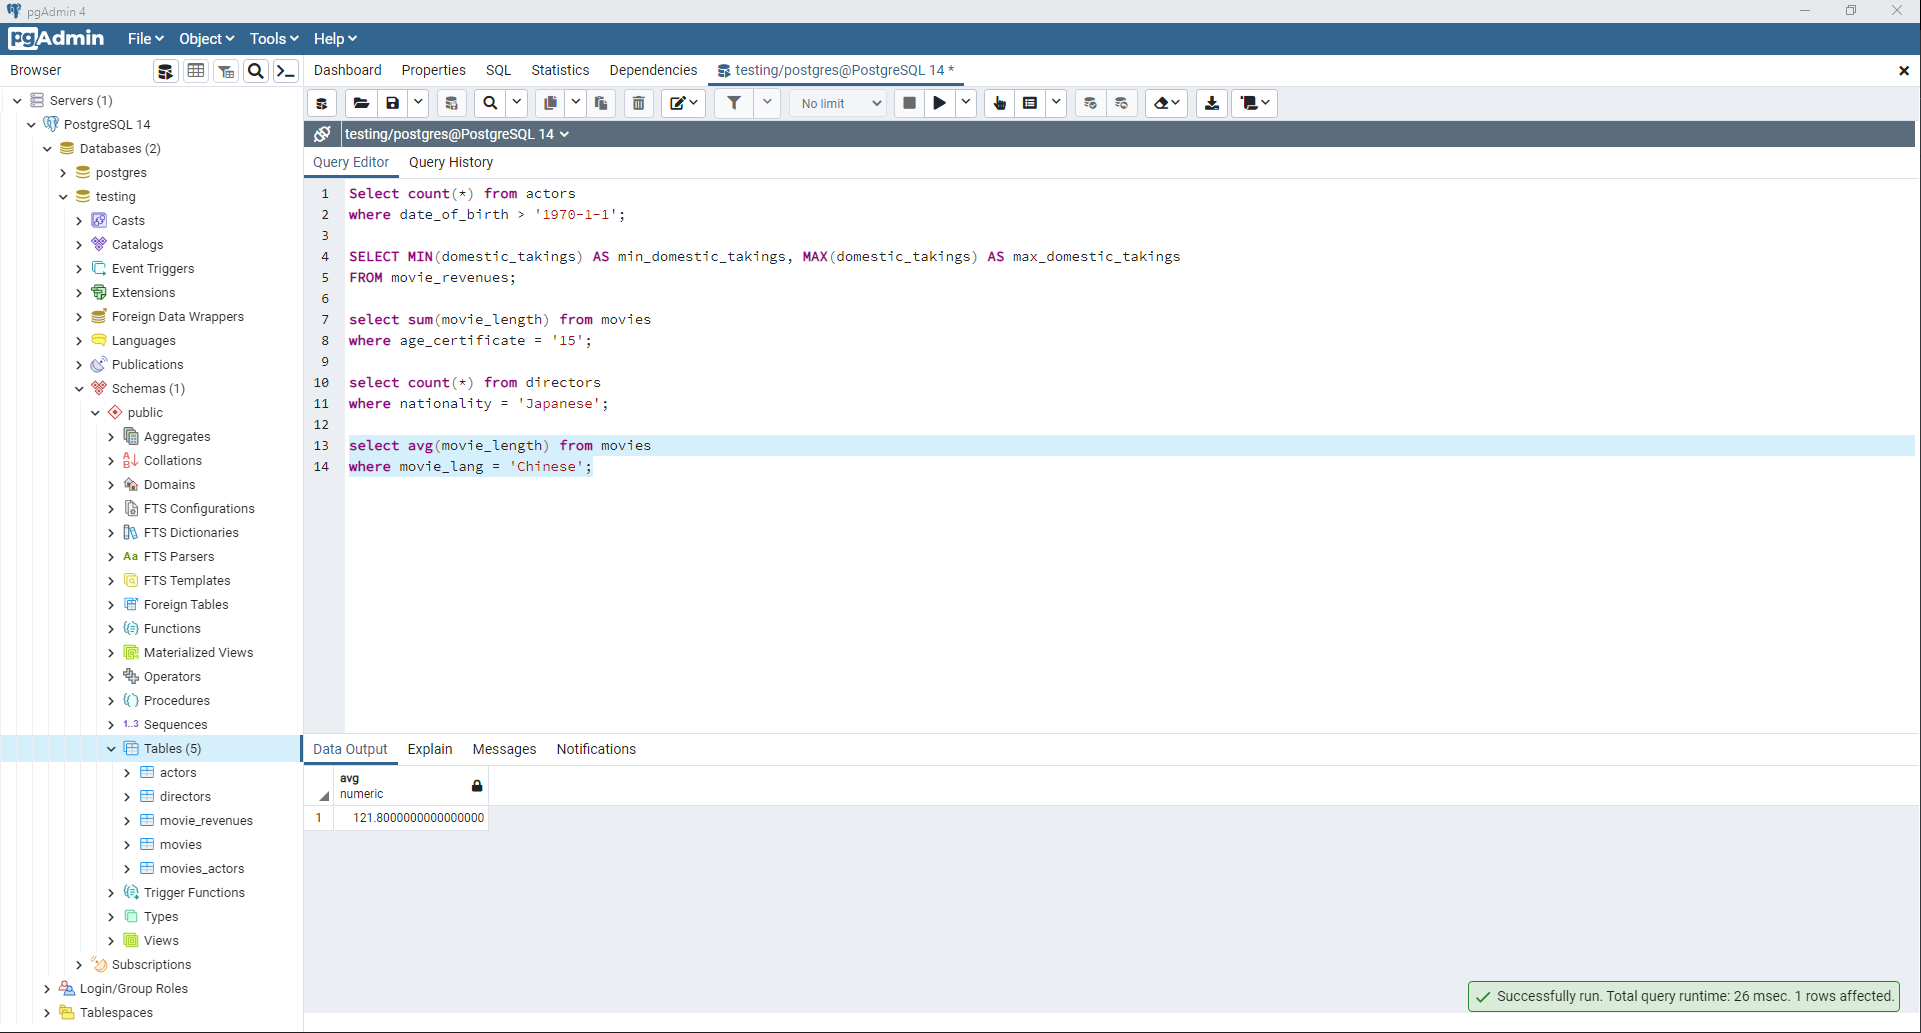 pgAdmin 4
pgAdmin File Object Tools Help
Browser
Dashboard Properties SQL Statistics Dependencies testing/postgres@PostgreSQL 14 *
No limit
testing/postgres@PostgreSQL 14
Query Editor Query History
Servers (1)
PostgreSQL 14
Databases (2)
postgres
testing
Casts
Catalogs
Event Triggers
Extensions
Foreign Data Wrappers
Languages
Publications
Schemas (1)
public
Aggregates
Collations
Domains
FTS Configurations
FTS Dictionaries
Aa FTS Parsers
FTS Templates
Foreign Tables
Functions
Materialized Views
Operators
Procedures
1..3 Sequences
Tables (5)
actors
directors
movie_revenues
movies
movies_actors
Trigger Functions
Types
Views
Subscriptions
Login/Group Roles
Tablespaces
1 Select count(*) from actors
2 where date_of_birth > '1970-1-1';
3
4 SELECT MIN(domestic_takings) AS min_domestic_takings, MAX(domestic_takings) AS max_domestic_takings
5 FROM movie_revenues;
6
7 select sum(movie_length) from movies
8 where age_certificate = '15';
9
10 select count(*) from directors
11 where nationality = 'Japanese';
12
13 select avg(movie_length) from movies
14 where movie_lang = 'Chinese';
Data Output Explain Messages Notifications
avg
numeric
1 121.8000000000000000
Successfully run. Total query runtime: 26 msec. 1 rows affected.